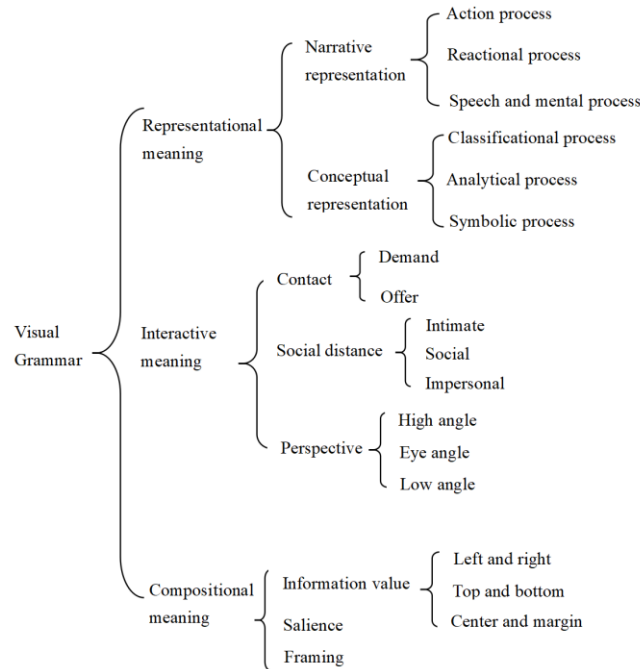 Visual
Grammar
Representational
meaning
Narrative
representation
Action process
Reactional process
Speech and mental process
Conceptual
representation
Classificational process
Analytical process
Symbolic process
Interactive
meaning
Contact
Demand
Offer
Social distance
Intimate
Social
Impersonal
Perspective
High angle
Eye angle
Low angle
Compositional
meaning
Information value
Left and right
Top and bottom
Center and margin
Salience
Framing